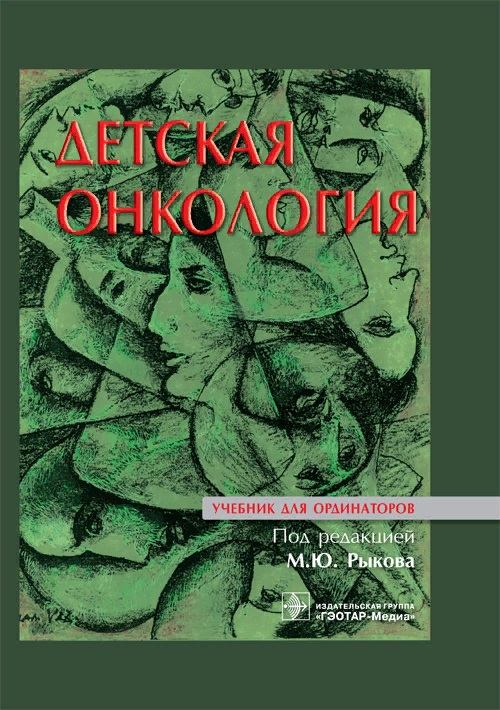 ДЕТСКАЯ
ОНКОЛОГИЯ
УЧЕБНИК ДЛЯ ОРДИНАТОРОВ
Под редакцией
М.Ю. Рыкова
ИЗДАТЕЛЬСКАЯ ГРУППА
«ГЭОТАР-Медиа»